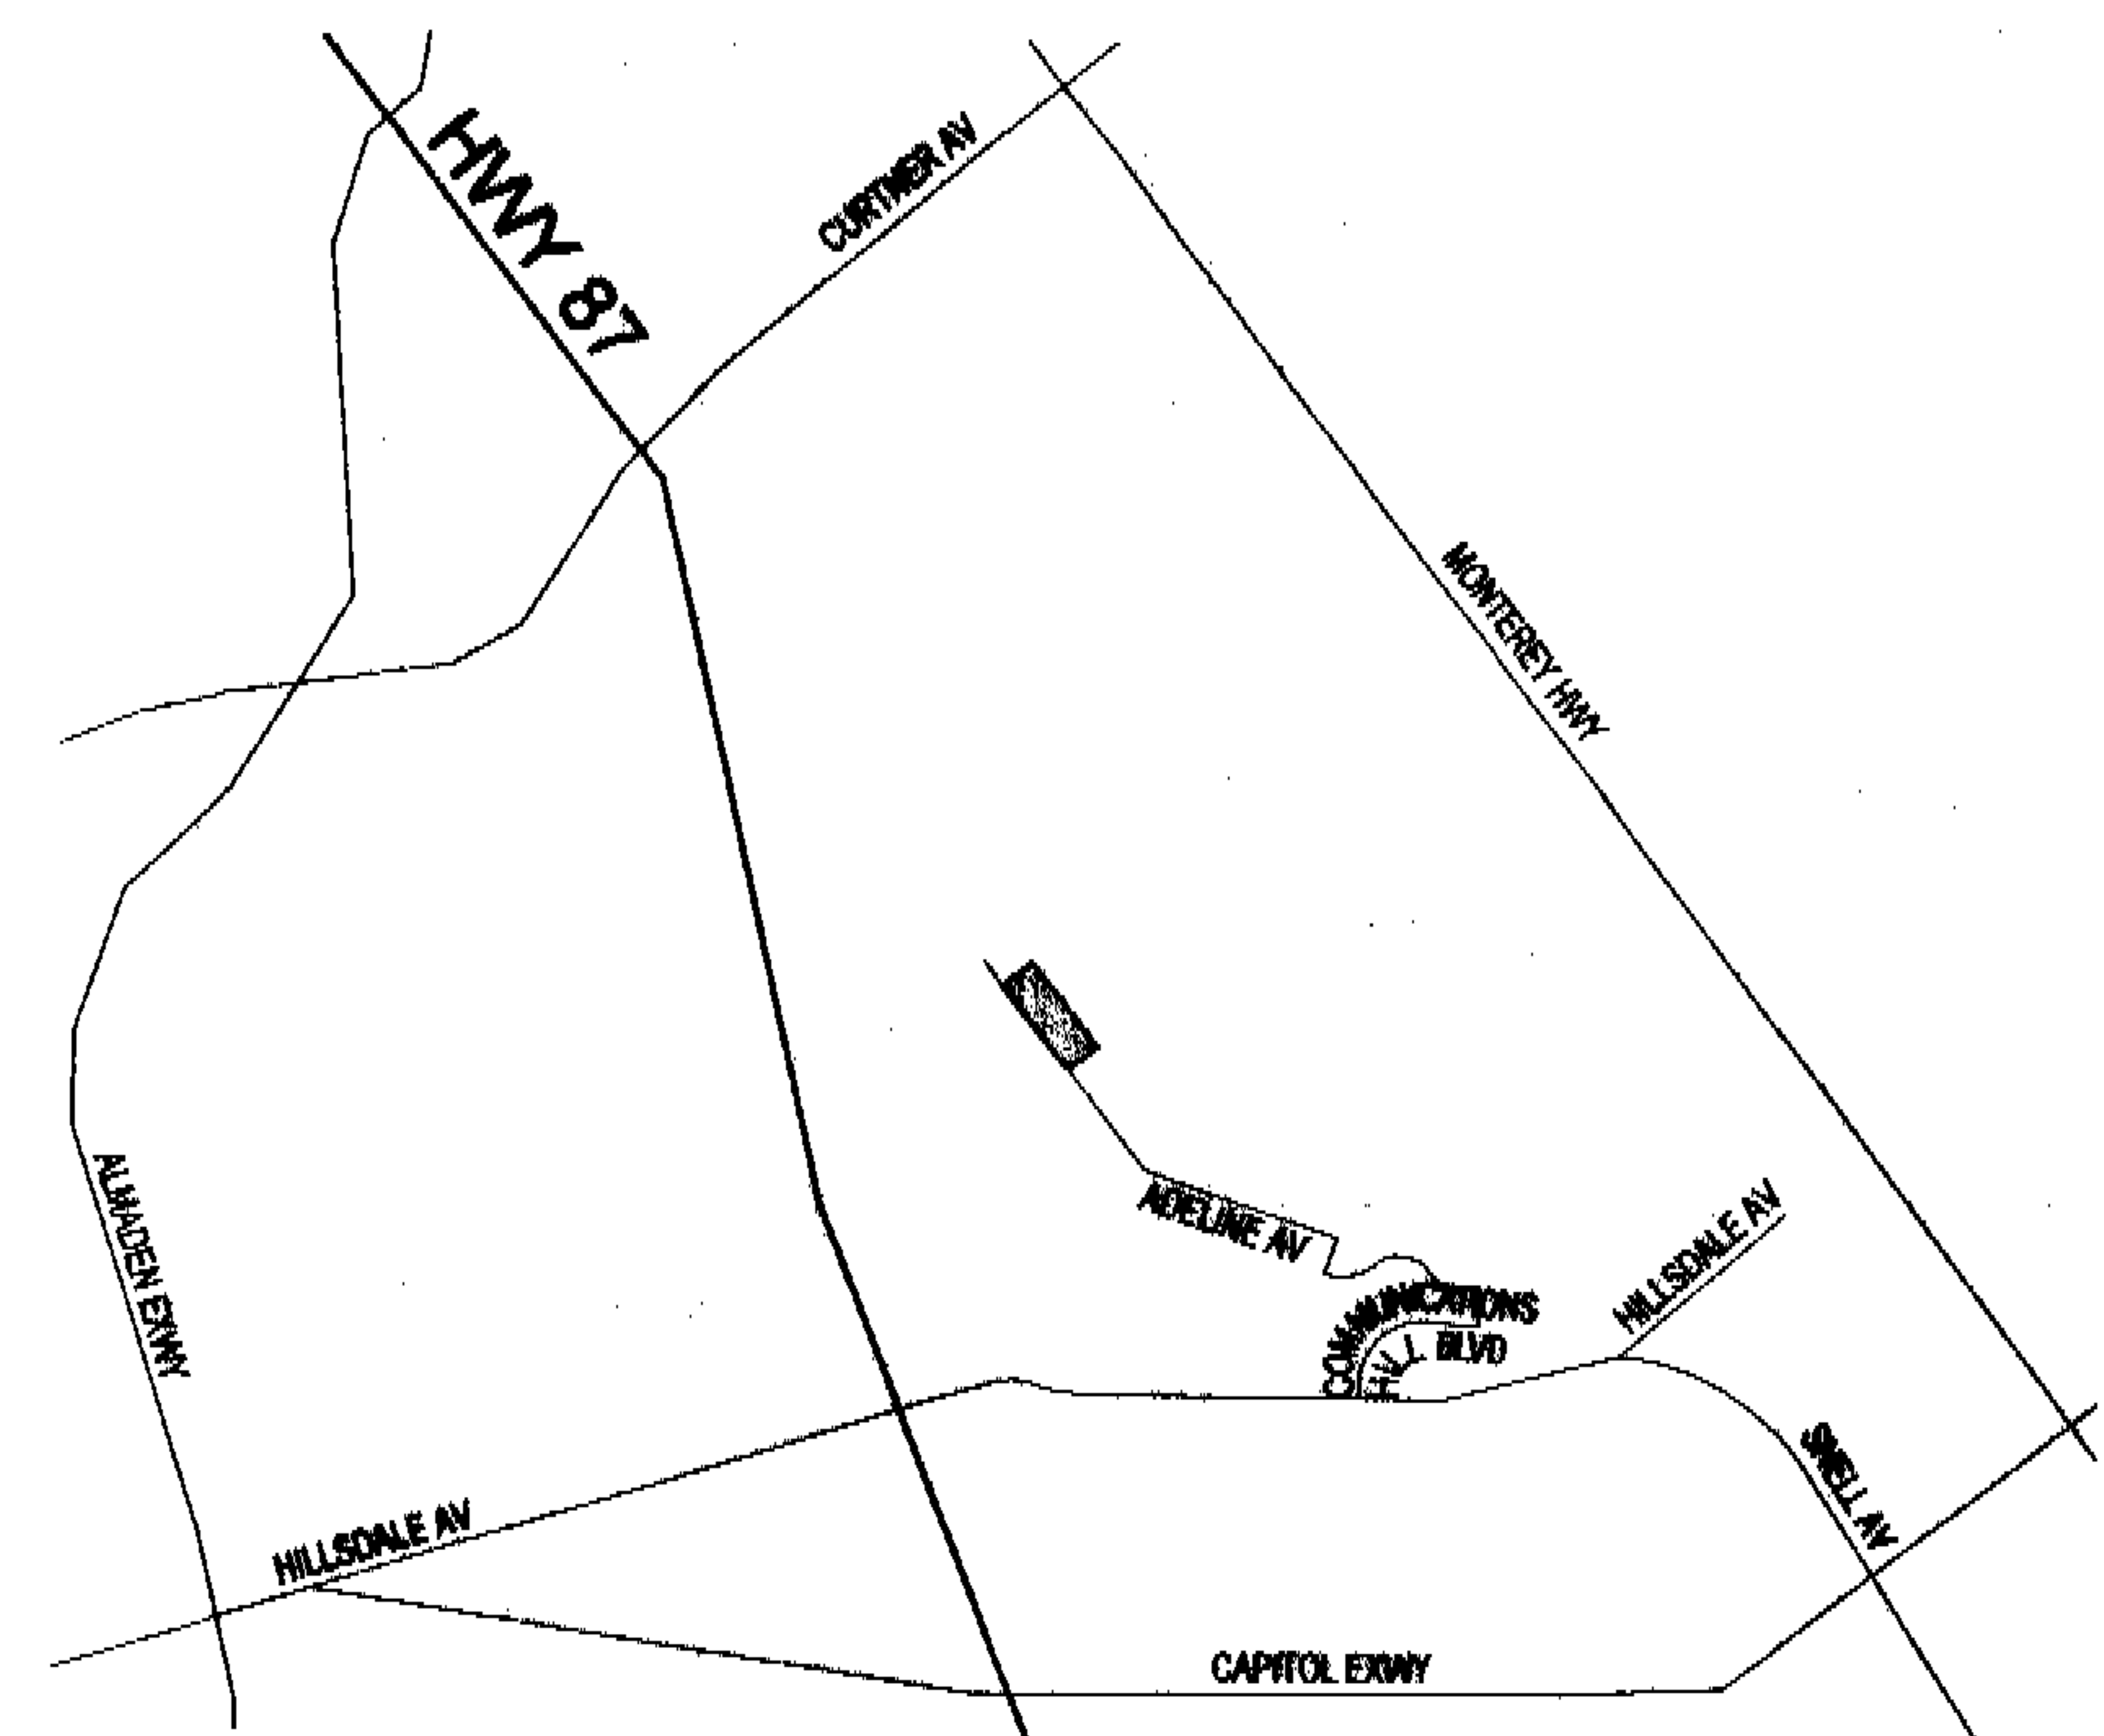 HWY 87
CURTNER AV
MONTEREY HWY
ADELINE AV
HILLSDALE AV
COMMUNICATIONS
HILL BLVD
ALMADEN EXWY
SNELL AV
HILLSDALE AV
CAPITOL EXWY